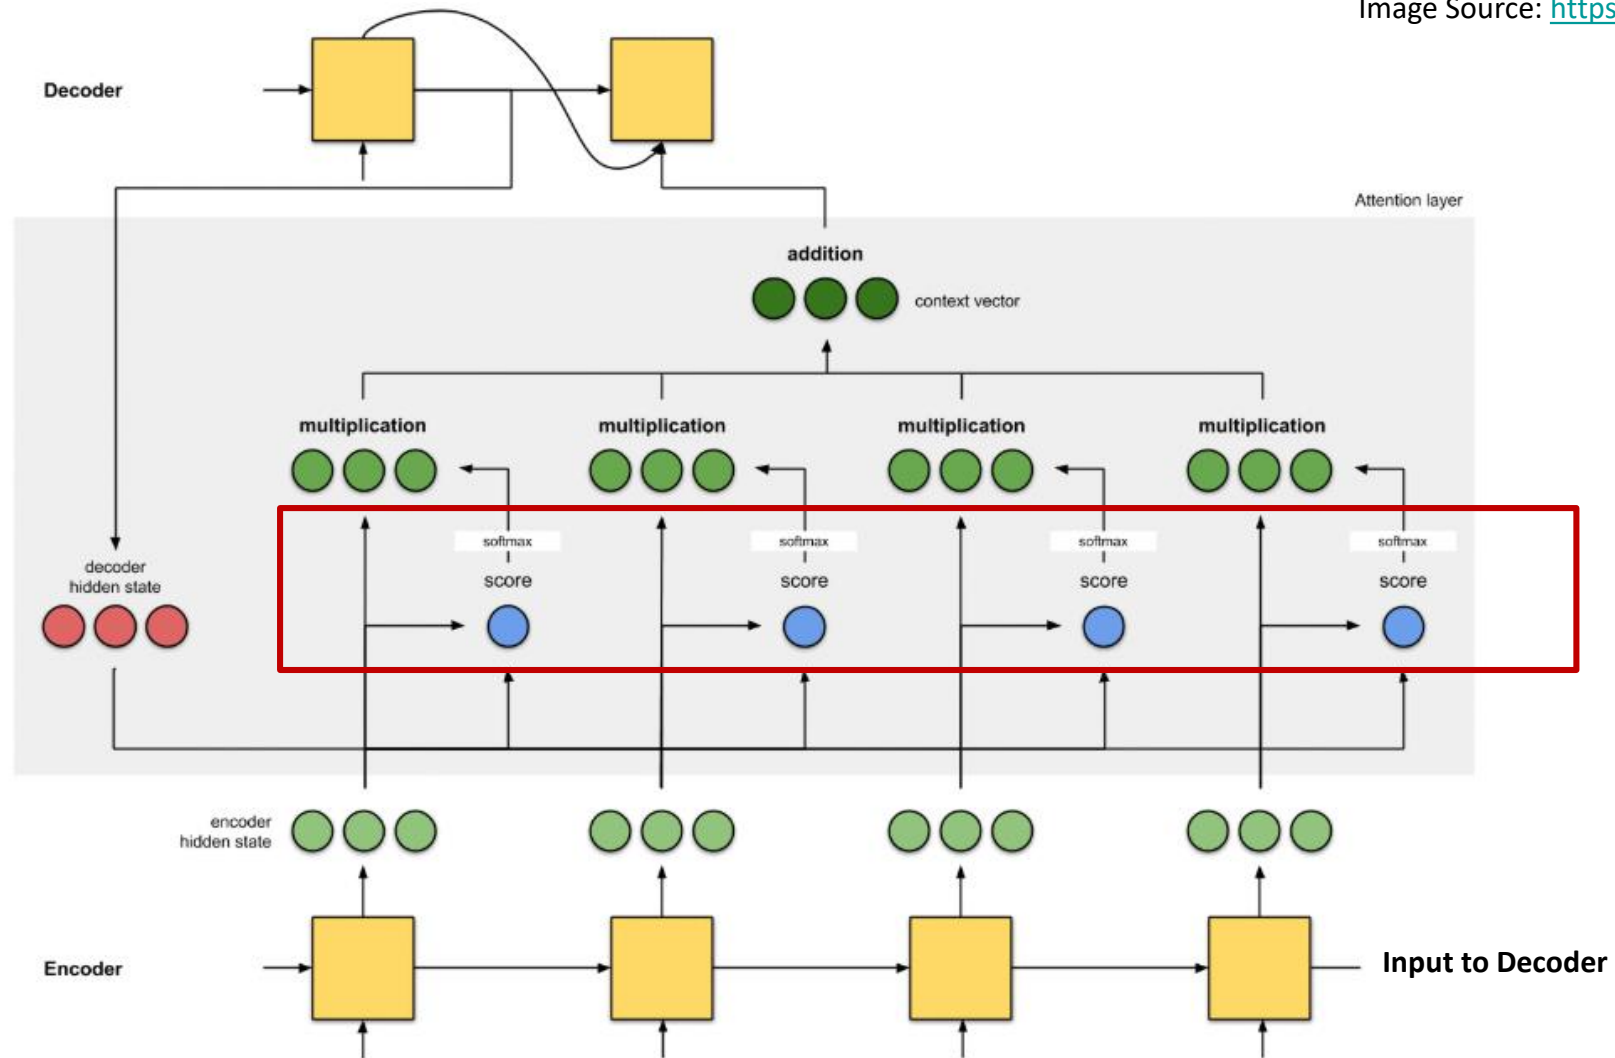 Image Source: https
Decoder
Attention layer
addition
context vector
multiplication multiplication multiplication multiplication
softmax softmax softmax softmax
decoder
hidden state
score score score score
encoder
hidden state
Encoder
Input to Decoder